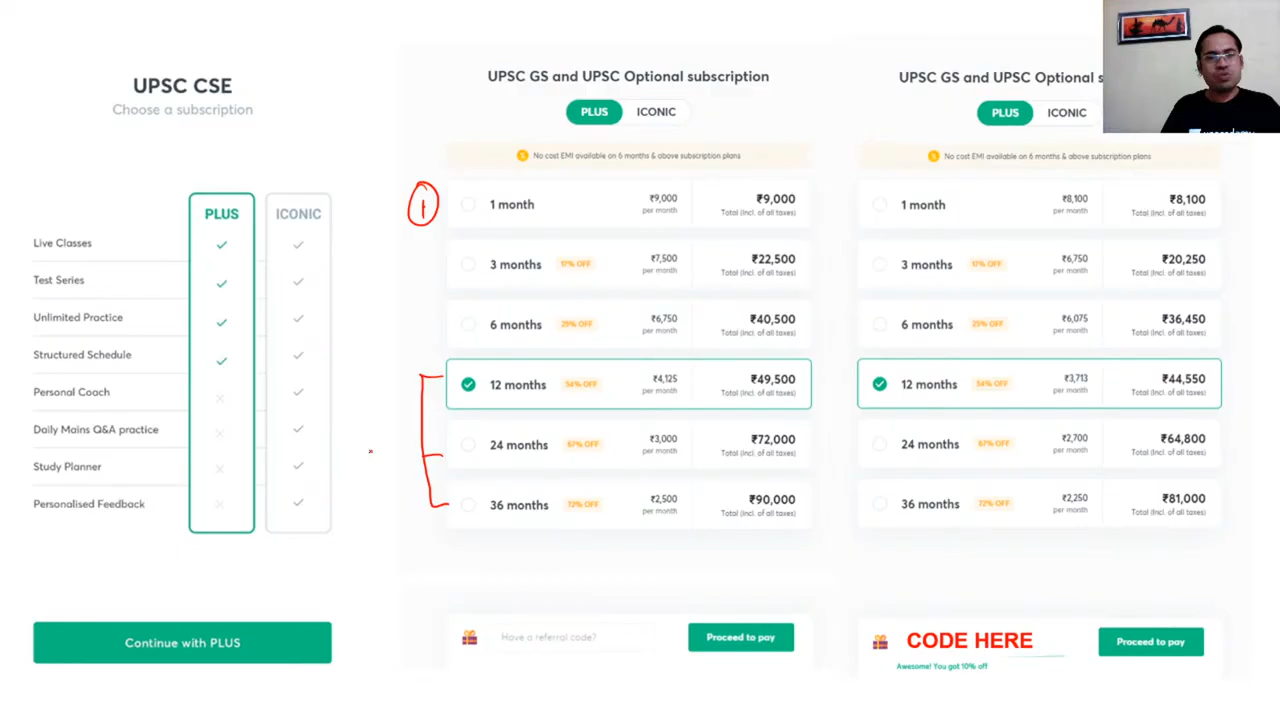 UPSC CSE
Choose a subscription
PLUS ICONIC
Live Classes
Test Series
Unlimited Practice
Structured Schedule
Personal Coach
Daily Mains Q&A practice
Study Planner
Personalised Feedback
Continue with PLUS
UPSC GS and UPSC Optional subscription
PLUS ICONIC
No cost EMI available on 6 months & above subscription plans
1
1 month ₹9,000 ₹9,000
per month Total (Incl. of all taxes)
3 months 17% OFF ₹7,500 ₹22,500
per month Total (Incl. of all taxes)
6 months 25% OFF ₹6,750 ₹40,500
per month Total (Incl. of all taxes)
12 months 54% OFF ₹4,125 ₹49,500
per month Total (Incl. of all taxes)
24 months 67% OFF ₹3,000 ₹72,000
per month Total (Incl. of all taxes)
36 months 72% OFF ₹2,500 ₹90,000
per month Total (Incl. of all taxes)
Have a referral code? Proceed to pay
UPSC GS and UPSC Optional s
PLUS ICONIC
No cost EMI available on 6 months & above subscription plans
1 month ₹8,100 ₹8,100
per month Total (Incl. of all taxes)
3 months 17% OFF ₹6,750 ₹20,250
per month Total (Incl. of all taxes)
6 months 25% OFF ₹6,075 ₹36,450
per month Total (Incl. of all taxes)
12 months 54% OFF ₹3,713 ₹44,550
per month Total (Incl. of all taxes)
24 months 67% OFF ₹2,700 ₹64,800
per month Total (Incl. of all taxes)
36 months 72% OFF ₹2,250 ₹81,000
per month Total (Incl. of all taxes)
CODE HERE Proceed to pay
Awesome! You got 10% off